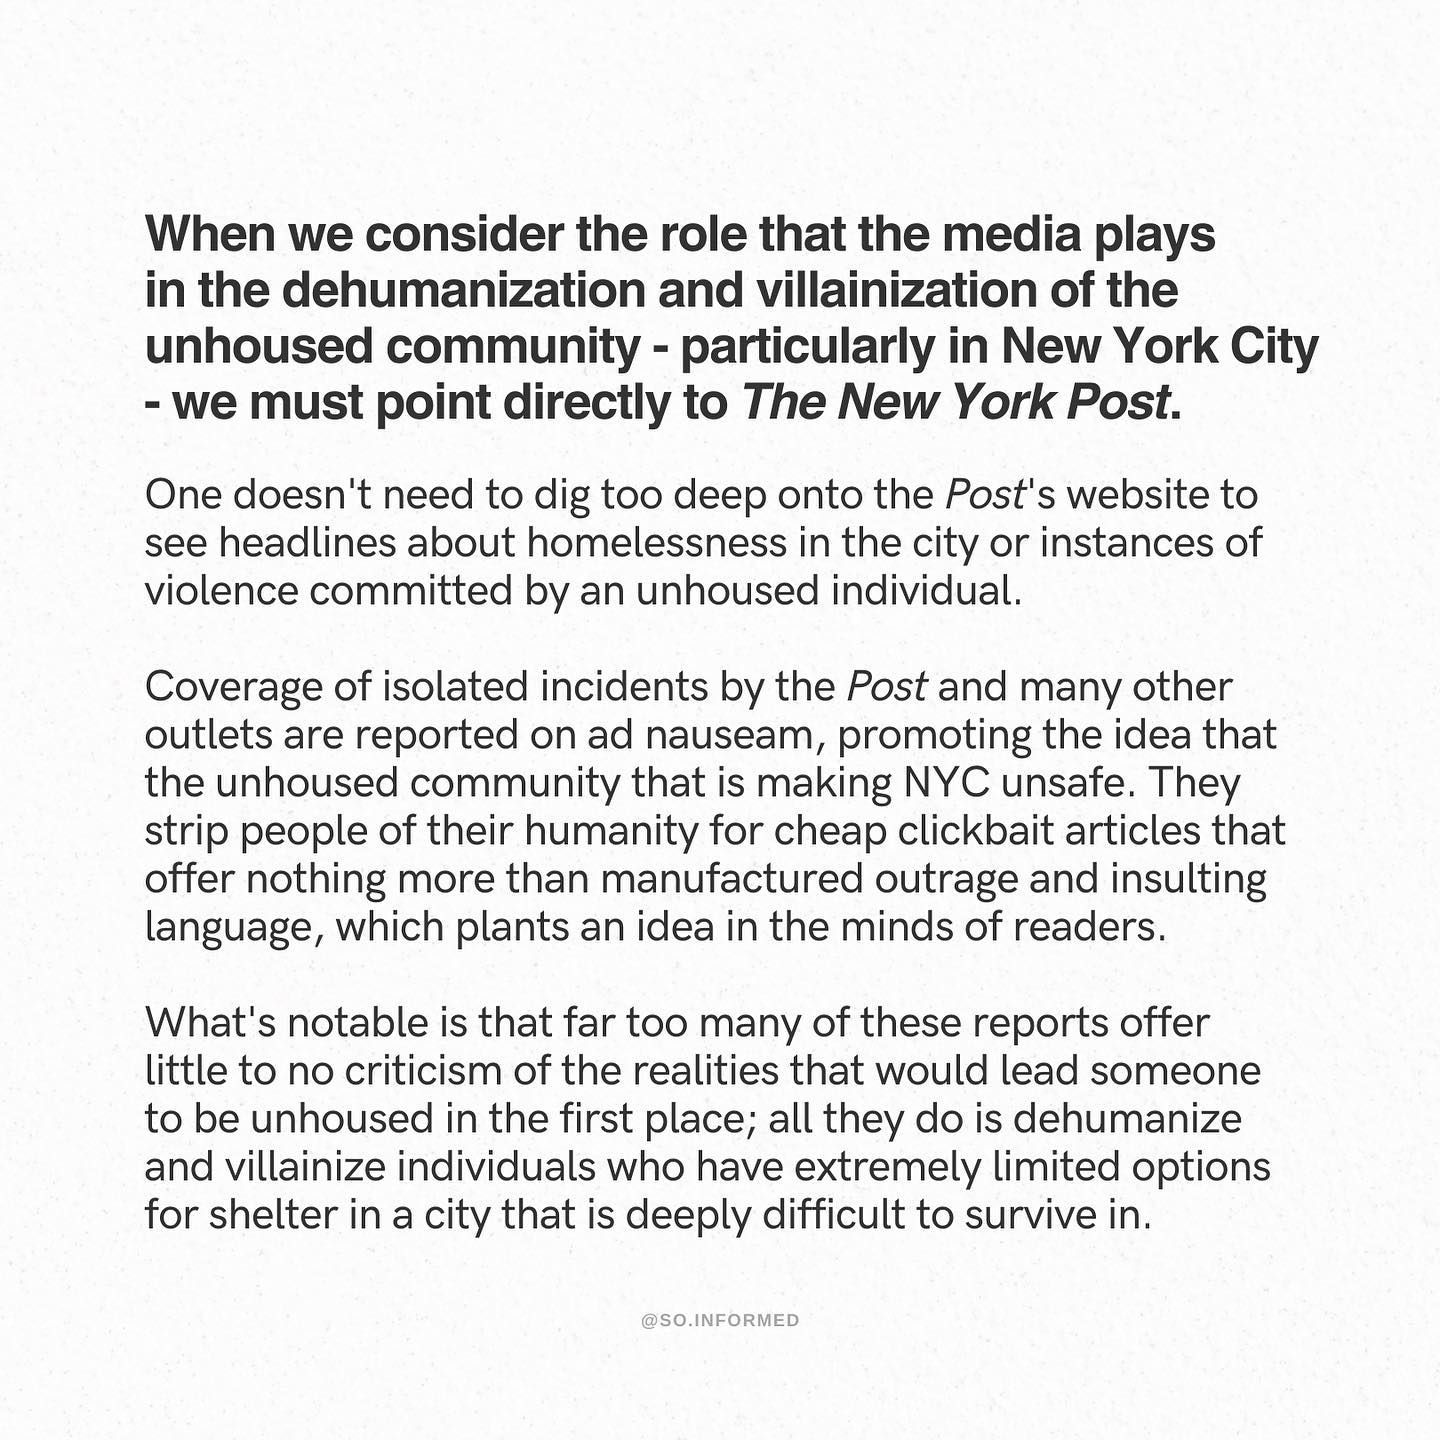 When we consider the role that the media plays
in the dehumanization and villainization of the
unhoused community - particularly in New York City
- we must point directly to The New York Post.
One doesn't need to dig too deep onto the Post's website to
see headlines about homelessness in the city or instances of
violence committed by an unhoused individual.
Coverage of isolated incidents by the Post and many other
outlets are reported on ad nauseam, promoting the idea that
the unhoused community that is making NYC unsafe. They
strip people of their humanity for cheap clickbait articles that
offer nothing more than manufactured outrage and insulting
language, which plants an idea in the minds of readers.
What's notable is that far too many of these reports offer
little to no criticism of the realities that would lead someone
to be unhoused in the first place; all they do is dehumanize
and villainize individuals who have extremely limited options
for shelter in a city that is deeply difficult to survive in.
@SO.INFORMED